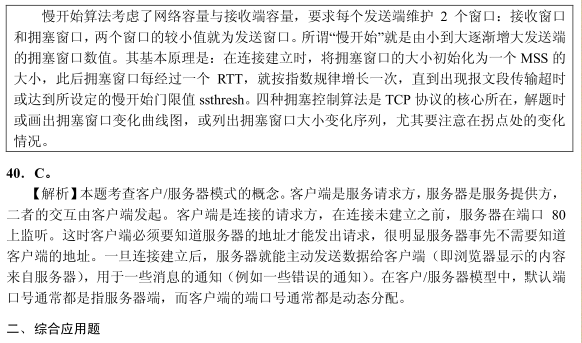 慢开始算法考虑了网络容量与接收端容量，要求每个发送端维护 2 个窗口：接收窗口
和拥塞窗口，两个窗口的较小值就为发送窗口。所谓“慢开始”就是由小到大逐渐增大发送端
的拥塞窗口数值。其基本原理是：在连接建立时，将拥塞窗口的大小初始化为一个 MSS 的
大小，此后拥塞窗口每经过一个 RTT，就按指数规律增长一次，直到出现报文段传输超时
或达到所设定的慢开始门限值 ssthresh。四种拥塞控制算法是 TCP 协议的核心所在，解题时
或画出拥塞窗口变化曲线图，或列出拥塞窗口大小变化序列，尤其要注意在拐点处的变化
情况。
40．C。
【解析】本题考查客户/服务器模式的概念。客户端是服务请求方，服务器是服务提供方，
二者的交互由客户端发起。客户端是连接的请求方，在连接未建立之前，服务器在端口 80
上监听。这时客户端必须要知道服务器的地址才能发出请求，很明显服务器事先不需要知道
客户端的地址。一旦连接建立后，服务器就能主动发送数据给客户端（即浏览器显示的内容
来自服务器），用于一些消息的通知（例如一些错误的通知）。在客户/服务器模型中，默认端
口号通常都是指服务器端，而客户端的端口号通常都是动态分配。
二、综合应用题